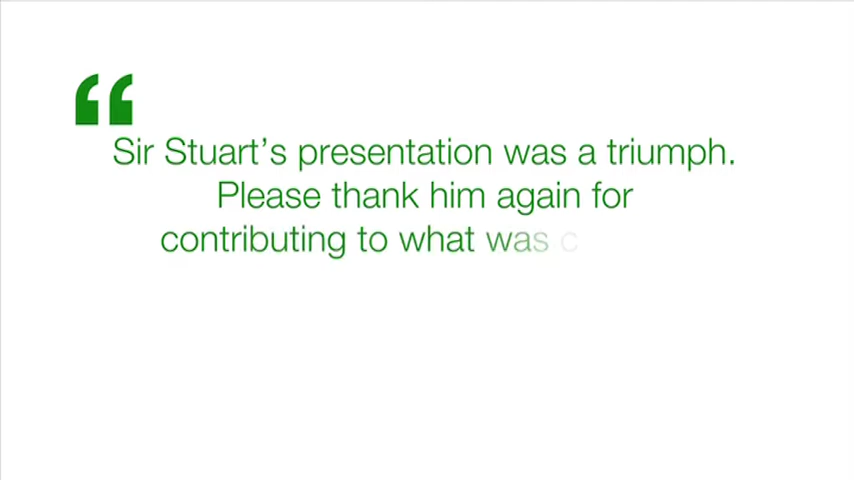 “
Sir Stuart’s presentation was a triumph.
Please thank him again for
contributing to what was